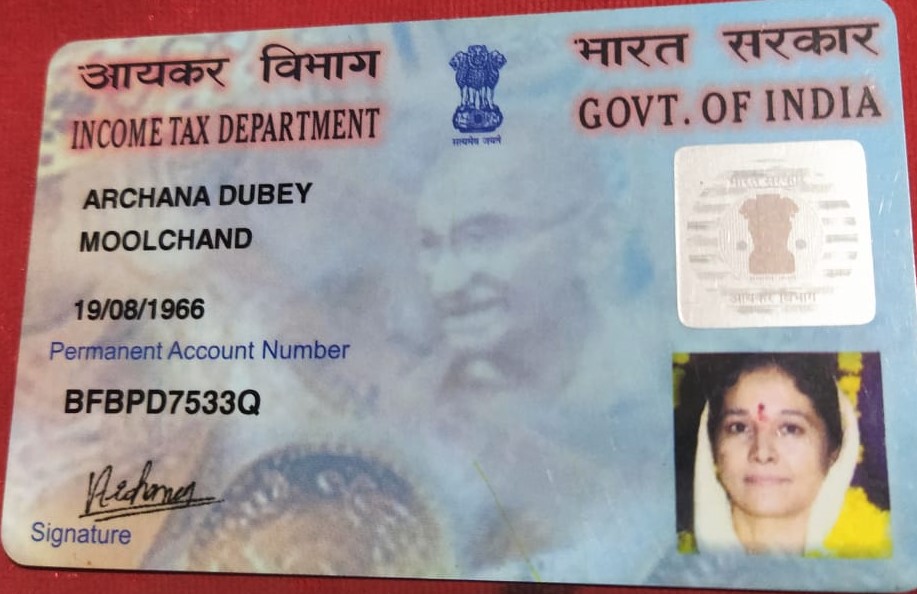 आयकर विभाग
भारत सरकार
INCOME TAX DEPARTMENT
GOVT. OF INDIA
सत्यमेव जयते
ARCHANA DUBEY
MOOLCHAND
19/08/1966
Permanent Account Number
BFBPD7533Q
Signature
भारत सरकार
आयकर विभाग